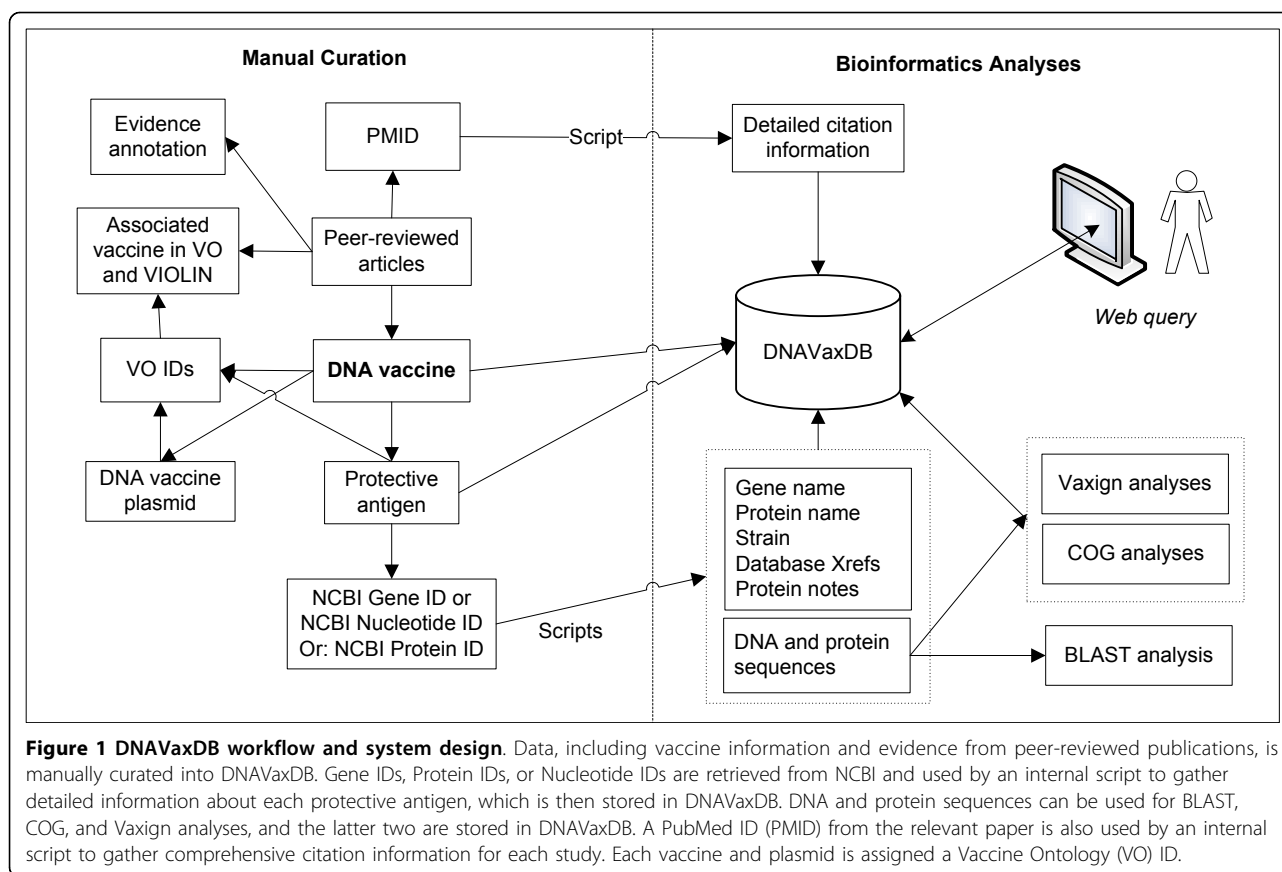 Manual Curation
Bioinformatics Analyses
Evidence
annotation
PMID
Script
Detailed citation
information
Associated
vaccine in VO
and VIOLIN
Peer-reviewed
articles
Web query
VO IDs
DNA vaccine
DNAVaxDB
DNA vaccine
plasmid
Protective
antigen
Gene name
Protein name
Strain
Database Xrefs
Protein notes
Vaxign analyses
COG analyses
NCBI Gene ID or
NCBI Nucleotide ID
Or: NCBI Protein ID
Scripts
DNA and protein
sequences
BLAST analysis
Figure 1 DNAVaxDB workflow and system design. Data, including vaccine information and evidence from peer-reviewed publications, is
manually curated into DNAVaxDB. Gene IDs, Protein IDs, or Nucleotide IDs are retrieved from NCBI and used by an internal script to gather
detailed information about each protective antigen, which is then stored in DNAVaxDB. DNA and protein sequences can be used for BLAST,
COG, and Vaxign analyses, and the latter two are stored in DNAVaxDB. A PubMed ID (PMID) from the relevant paper is also used by an internal
script to gather comprehensive citation information for each study. Each vaccine and plasmid is assigned a Vaccine Ontology (VO) ID.